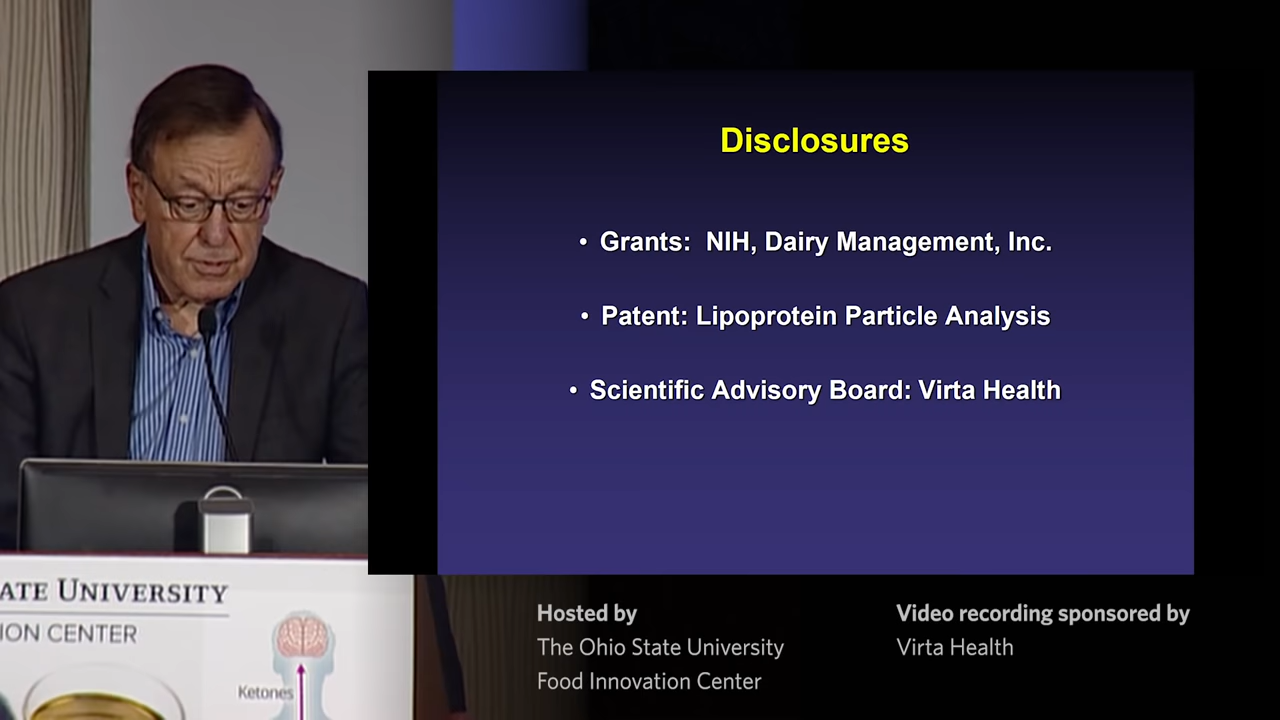 Disclosures
• Grants:  NIH, Dairy Management, Inc.
• Patent: Lipoprotein Particle Analysis
• Scientific Advisory Board: Virta Health
ATE UNIVERSITY
ION CENTER
Ketones
Hosted by
The Ohio State University
Food Innovation Center
Video recording sponsored by
Virta Health